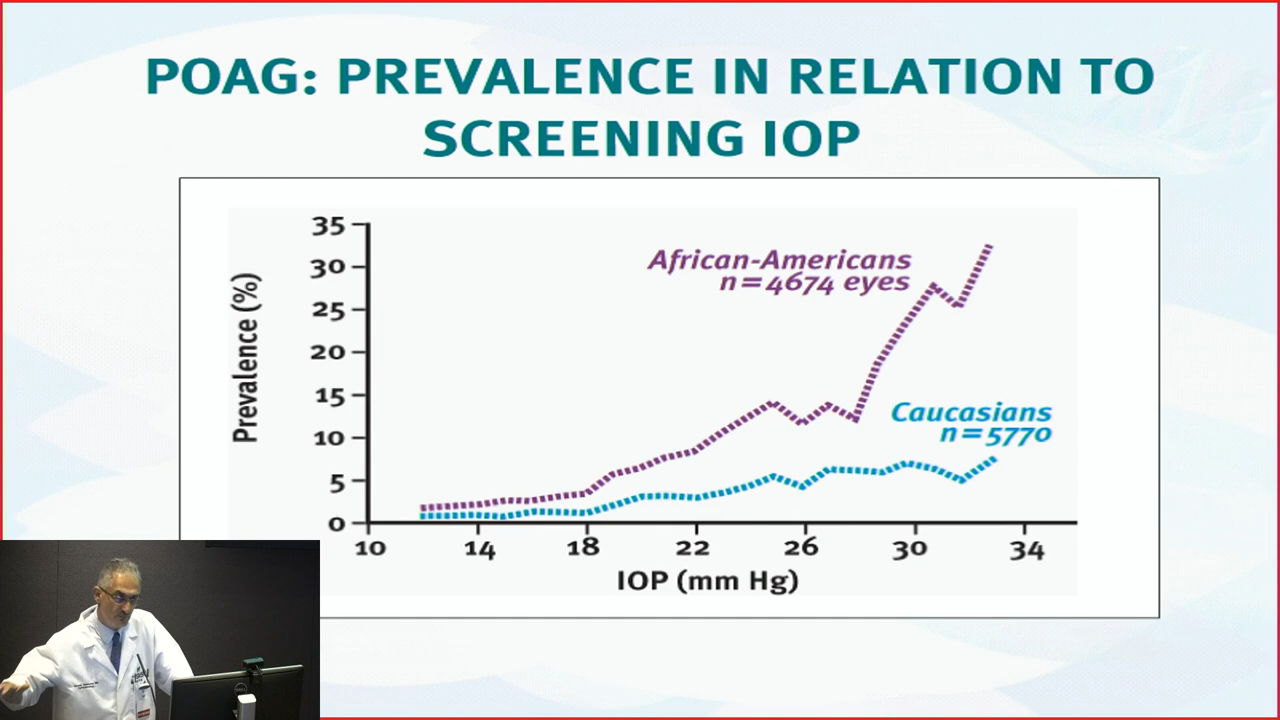 POAG: PREVALENCE IN RELATION TO
SCREENING IOP
Prevalence (%)
35
30
25
20
15
10
5
0
African-Americans
n=4674 eyes
Caucasians
n=5770
10 14 18 22 26 30 34
IOP (mm Hg)